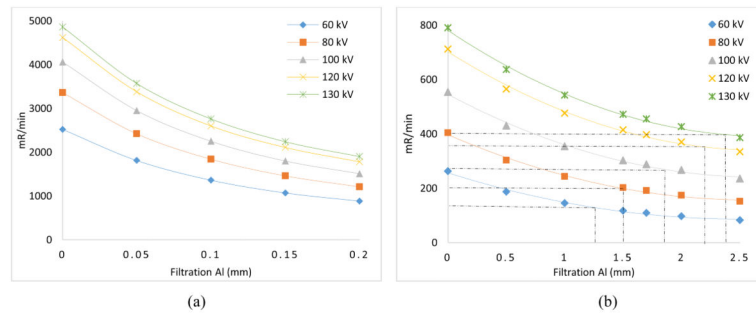 5000
4000
3000
2000
1000
0
mR/min
0
0.05
0.1
0.15
0.2
Filtration Al (mm)
60 kV
80 kV
100 kV
120 kV
130 kV
(a)
800
600
400
200
0
mR/min
0
0.5
1
1.5
2
2.5
Filtration Al (mm)
60 kV
80 kV
100 kV
120 kV
130 kV
(b)